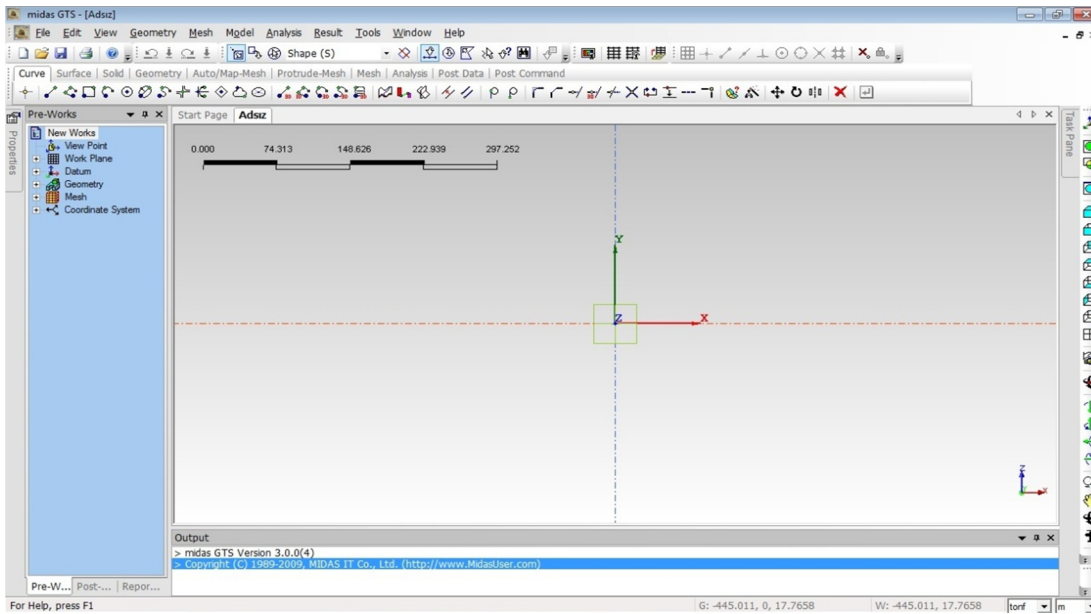 midas GTS - [Adsız]
File Edit View Geometry Mesh Model Analysis Result Tools Window Help
Shape (S)
Curve | Surface | Solid | Geometry | Auto/Map-Mesh | Protrude-Mesh | Mesh | Analysis | Post Data | Post Command
Pre-Works
Start Page Adsız
Task Pane
Properties
New Works
View Point
Work Plane
Datum
Geometry
Mesh
Coordinate System
0.000 74.313 148.626 222.939 297.252
Y
Z X
Z
X
Output
> midas GTS Version 3.0.0(4)
> Copyright (C) 1989-2009, MIDAS IT Co., Ltd. (http://www.MidasUser.com)
Pre-W... Post-... Repor...
For Help, press F1
G: -445.011, 0, 17.7658
W: -445.011, 0, 17.7658
tonf
m